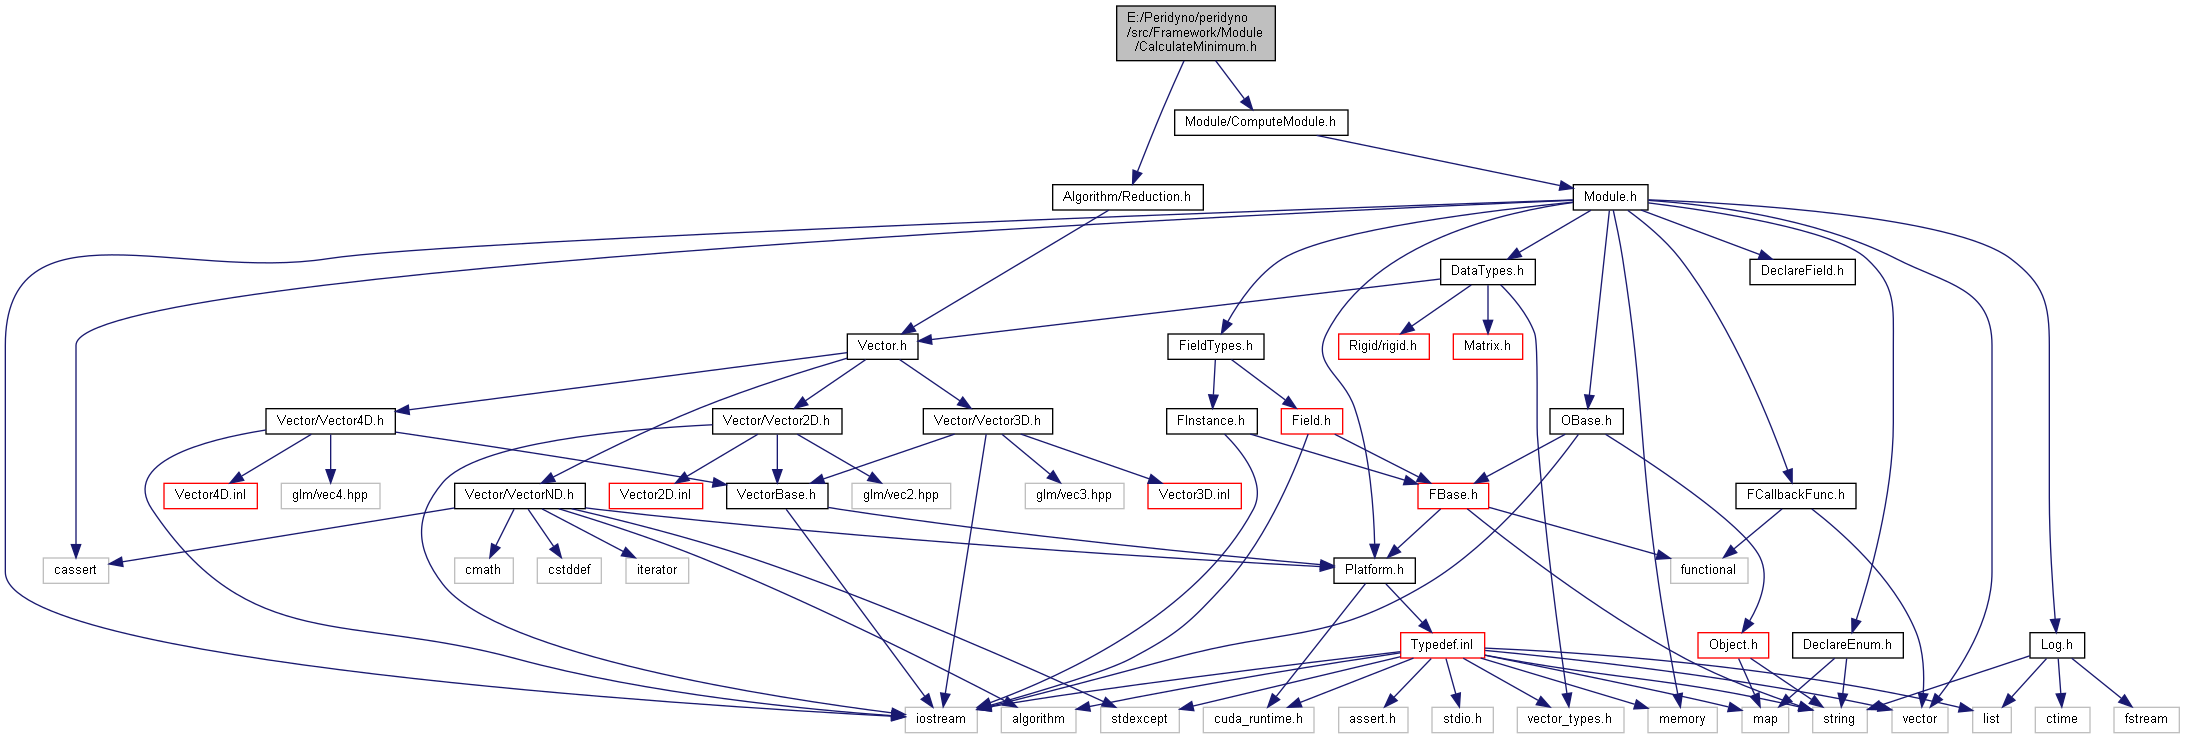 E:/Peridyno/peridyno
/src/Framework/Module
/CalculateMinimum.h
Module/ComputeModule.h
Algorithm/Reduction.h
Module.h
DataTypes.h
DeclareField.h
Vector.h
FieldTypes.h
Rigid/rigid.h
Matrix.h
Vector/Vector4D.h
Vector/Vector2D.h
Vector/Vector3D.h
FInstance.h
Field.h
OBase.h
Vector4D.inl
glm/vec4.hpp
Vector/VectorND.h
Vector2D.inl
VectorBase.h
glm/vec2.hpp
glm/vec3.hpp
Vector3D.inl
FBase.h
FCallbackFunc.h
cassert
cmath
cstddef
iterator
Platform.h
functional
Typedef.inl
Object.h
DeclareEnum.h
Log.h
iostream
algorithm
stdexcept
cuda_runtime.h
assert.h
stdio.h
vector_types.h
memory
map
string
vector
list
ctime
fstream